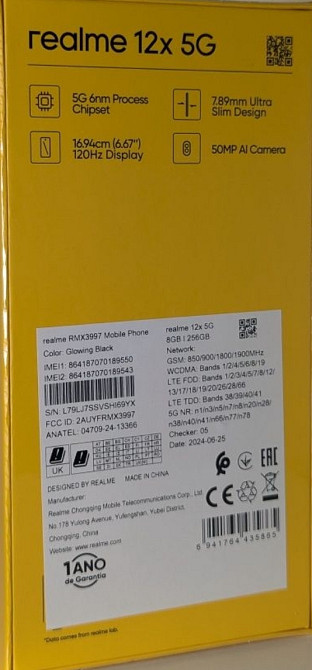 realme 12x 5G
5G 6nm Process
Chipset
7.89mm Ultra
Slim Design
16.94cm (6.67")
120Hz Display
50MP AI Camera
realme RMX3997 Mobile Phone
Color: Glowing Black
IMEI1: 864187070189550
IMEI2: 864187070189543
S/N: L79LJ7SSVSHI69YX
FCC ID: 2AUYFRMX3997
ANATEL: 04709-24-13366
realme 12x 5G
8GB | 256GB
Network:
GSM: 850/900/1800/1900MHz
WCDMA: Bands 1/2/4/5/6/8/19
LTE FDD: Bands 1/2/3/4/5/7/8/12/
13/17/18/19/20/26/28/66
LTE TDD: Bands 38/39/40/41
5G NR: n1/n3/n5/n7/n8/n20/n28/
n38/n40/n41/n66/n77/n78
Checker: 05
Date: 2024-06-25
UK
DESIGNED BY REALME MADE IN CHINA
Manufacturer:
Realme Chongqing Mobile Telecommunications Corp., Ltd.
No.178 Yulong Avenue, Yufengshan, Yubei District,
Chongqing, China
Website: www.realme.com
EAC
CE
6 941764 435885
1 ANO
de Garantia
*Data comes from realme lab.